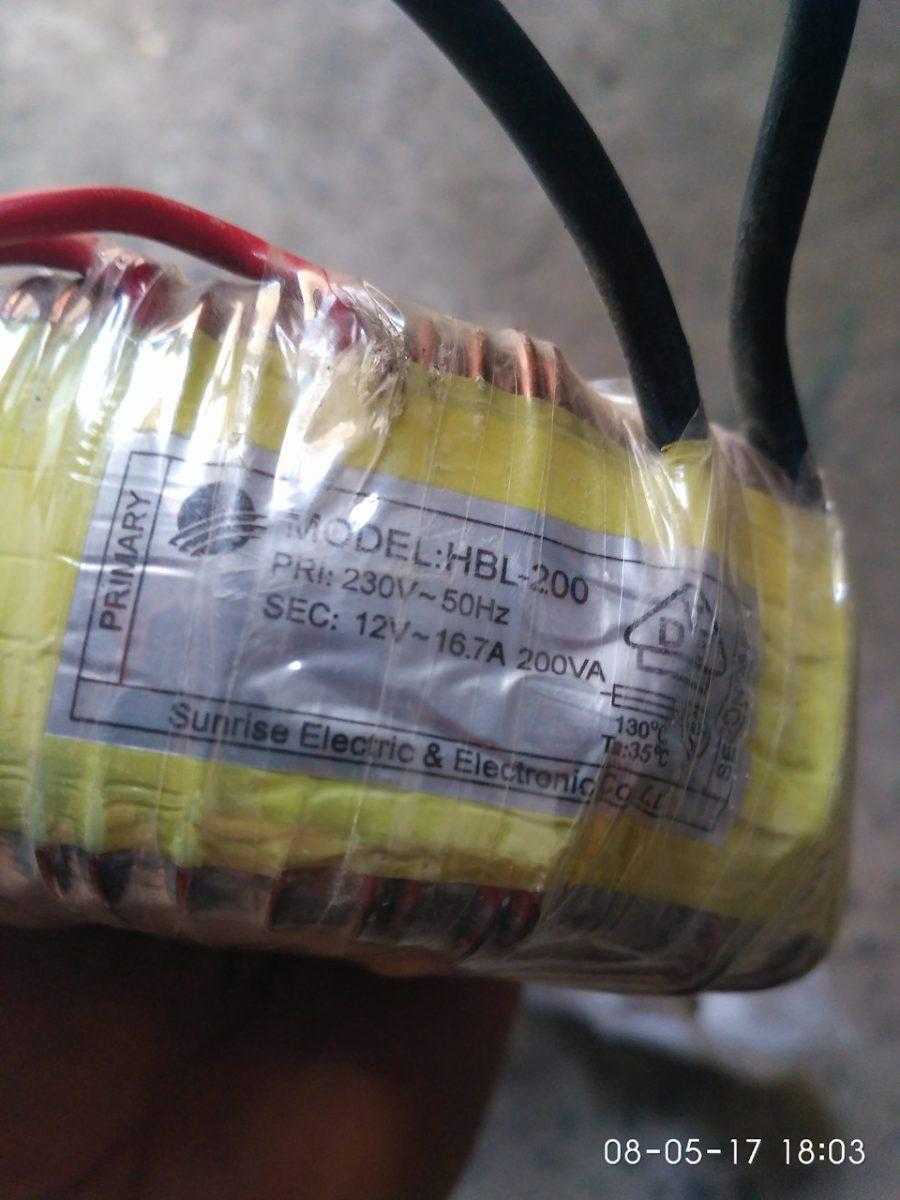 PRIMARY
MODEL:HBL-200
PRI: 230V~50Hz
SEC: 12V~16.7A 200VA
130℃
Ta:35℃
Sunrise Electric & Electronic Co
08-05-17 18:03